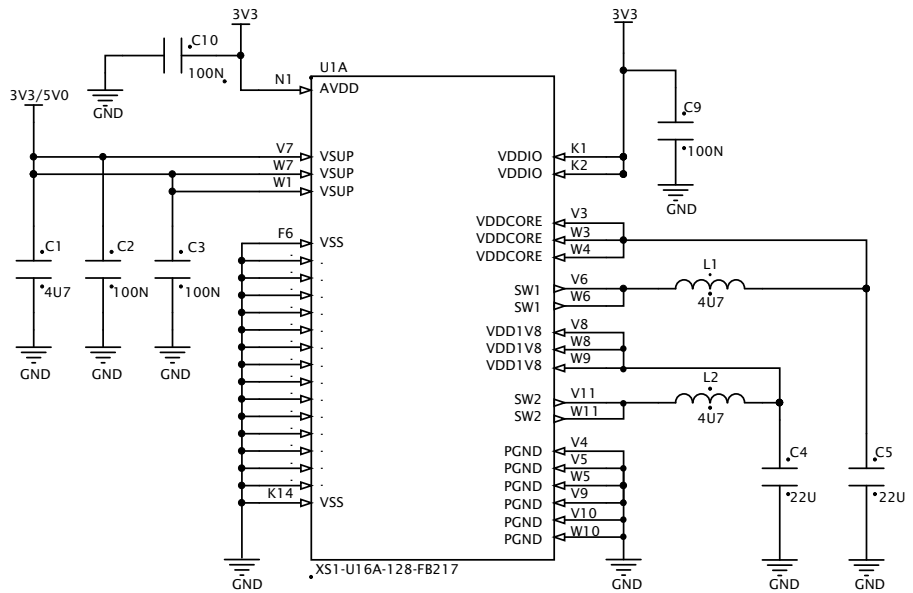 3V3
3V3
C10
100N
U1A
N1
AVDD
GND
3V3/5V0
C9
100N
GND
V7
VSUP
W7
VSUP
W1
VSUP
VDDIO
K1
VDDIO
K2
F6
VSS
VDDCORE
V3
VDDCORE
W3
VDDCORE
W4
C1
4U7
C2
100N
C3
100N
SW1
V6
SW1
W6
L1
4U7
VDD1V8
V8
VDD1V8
W8
VDD1V8
W9
GND
GND
GND
SW2
V11
SW2
W11
L2
4U7
PGND
V4
PGND
V5
PGND
W5
PGND
V9
PGND
V10
PGND
W10
C4
22U
C5
22U
K14
VSS
GND
XS1-U16A-128-FB217
GND
GND
GND